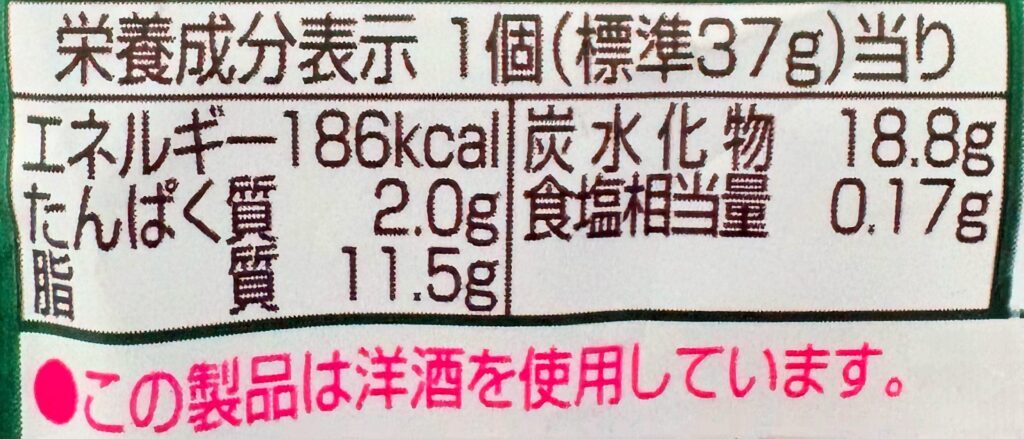 栄養成分表示 1個(標準37g)当り
エネルギー186kcal
たんぱく質 2.0g
脂質 11.5g
炭水化物 18.8g
食塩相当量 0.17g
●この製品は洋酒を使用しています。